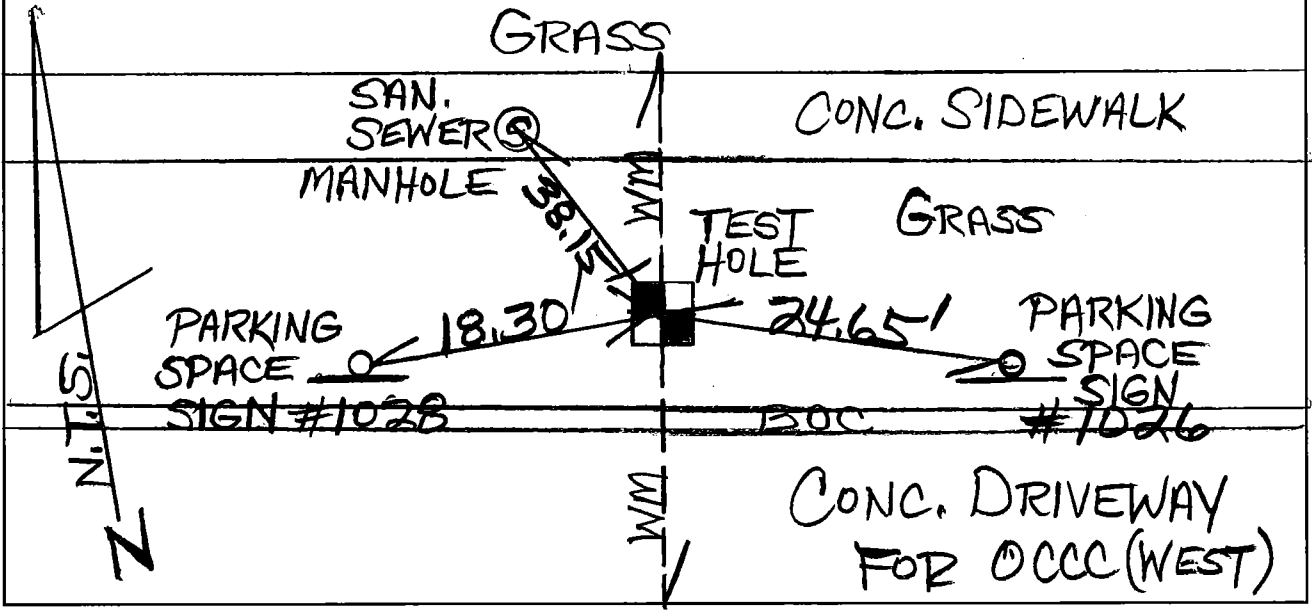 GRASS
SAN.
SEWER
S
MANHOLE
CONC. SIDEWALK
WM
38.15'
TEST
HOLE
GRASS
PARKING
SPACE
SIGN #1028
18.30
24.65'
PARKING
SPACE
SIGN
#1026
BOC
N.T.S.
N
WM
CONC. DRIVEWAY
FOR OCCC (WEST)